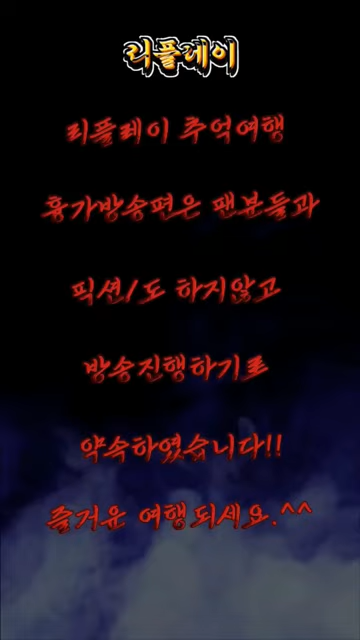 리플레이
리플레이 추억여행
휴가방송편은 팬분들과
픽션/도 하지않고
방송진행하기로
약속하였습니다!!
즐거운 여행되세요.^^